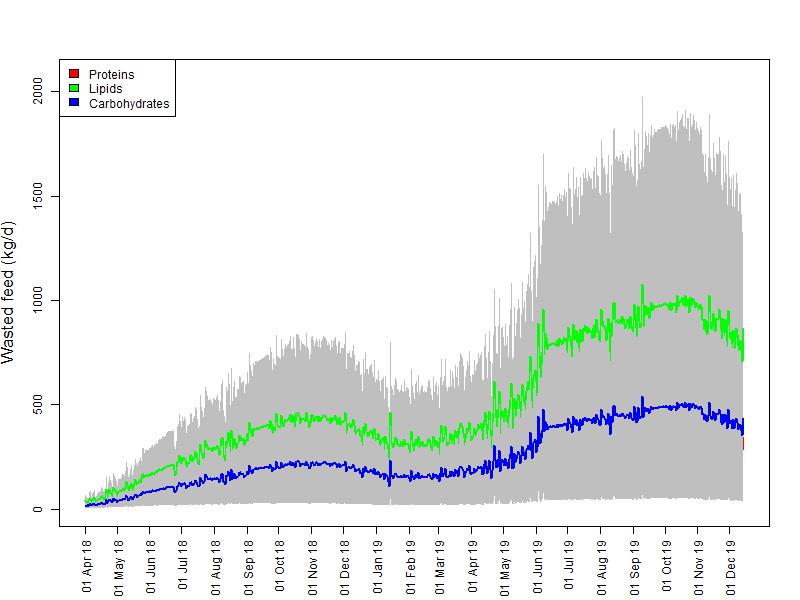 Proteins
Lipids
Carbohydrates
Wasted feed (kg/d)
2000
1500
1000
500
0
01 Apr 18
01 May 18
01 Jun 18
01 Jul 18
01 Aug 18
01 Sep 18
01 Oct 18
01 Nov 18
01 Dec 18
01 Jan 19
01 Feb 19
01 Mar 19
01 Apr 19
01 May 19
01 Jun 19
01 Jul 19
01 Aug 19
01 Sep 19
01 Oct 19
01 Nov 19
01 Dec 19